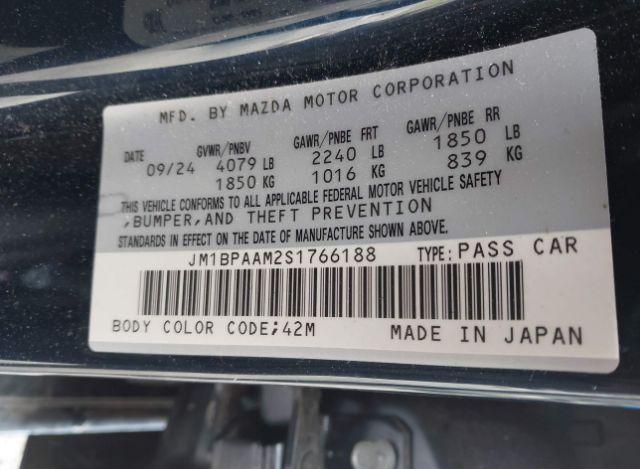 MFD. BY MAZDA MOTOR CORPORATION
DATE GVWR/PNBV GAWR/PNBE FRT GAWR/PNBE RR
09/24 4079 LB 2240 LB 1850 LB
1850 KG 1016 KG 839 KG
THIS VEHICLE CONFORMS TO ALL APPLICABLE FEDERAL MOTOR VEHICLE SAFETY
,BUMPER,AND THEFT PREVENTION
STANDARDS IN EFFECT ON THE DATE OF MANUFACTURE SHOWN ABOVE.
JM1BPAAM2S1766188 TYPE:PASS CAR
BODY COLOR CODE;42M MADE IN JAPAN